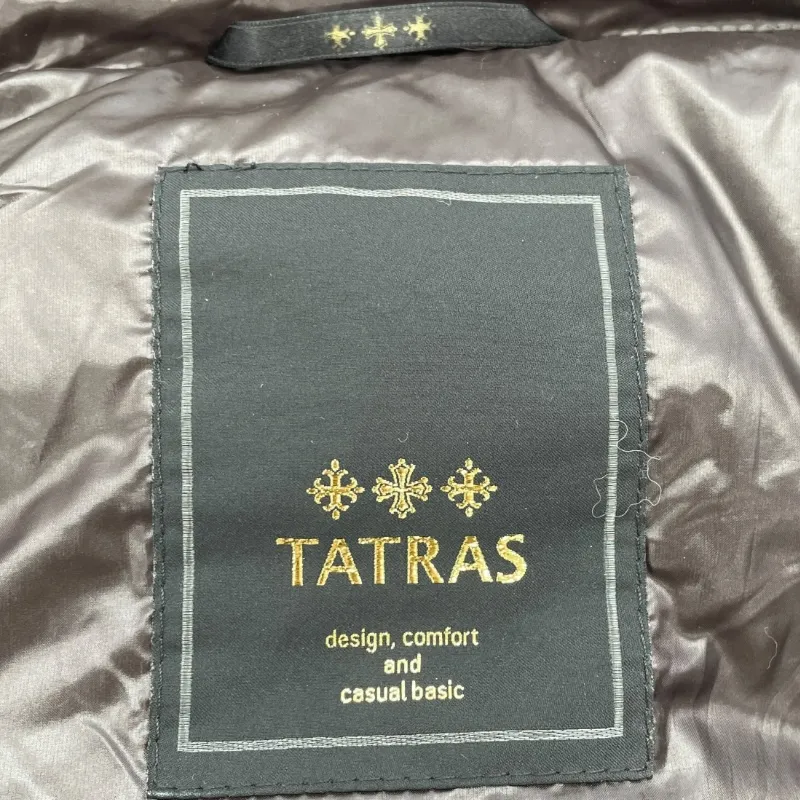 TATRAS
design, comfort
and
casual basic